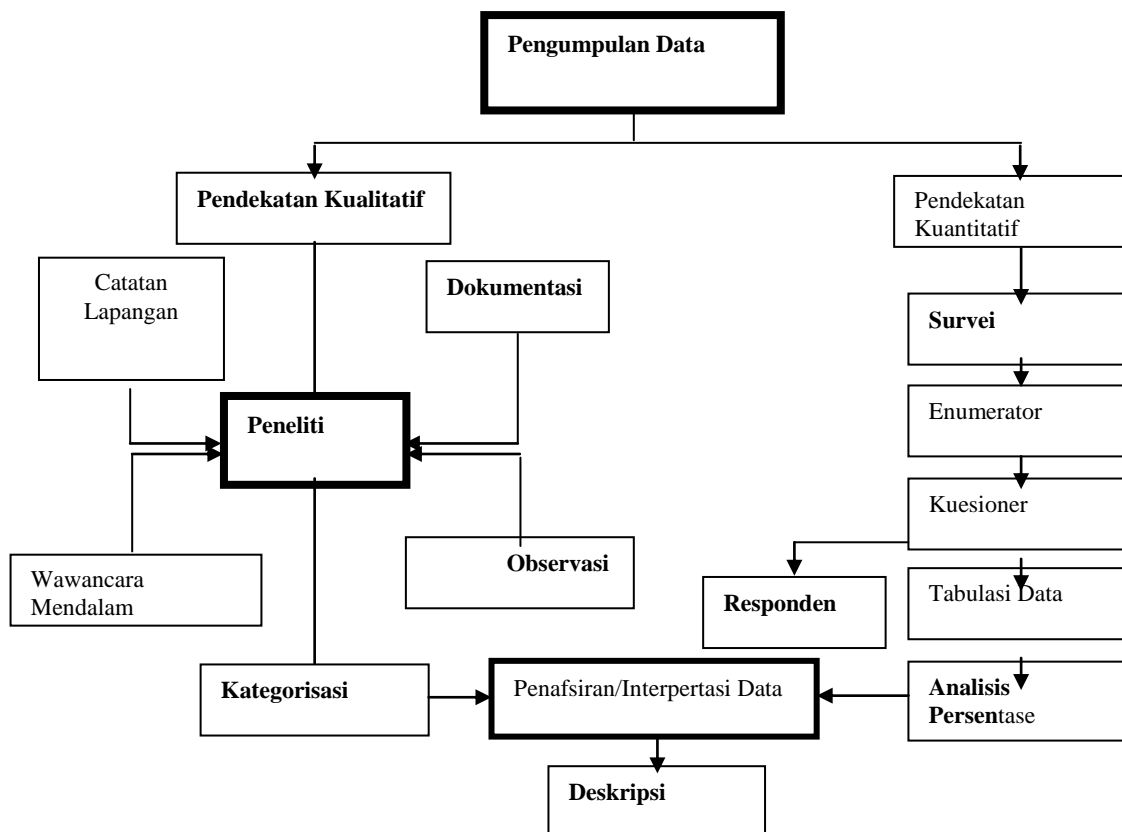 Pengumpulan Data
Pendekatan Kualitatif
Pendekatan
Kuantitatif
Catatan
Lapangan
Dokumentasi
Survei
Peneliti
Enumerator
Kuesioner
Wawancara
Mendalam
Observasi
Responden
Tabulasi Data
Kategorisasi
Penafsiran/Interpertasi Data
Analisis
Persentase
Deskripsi